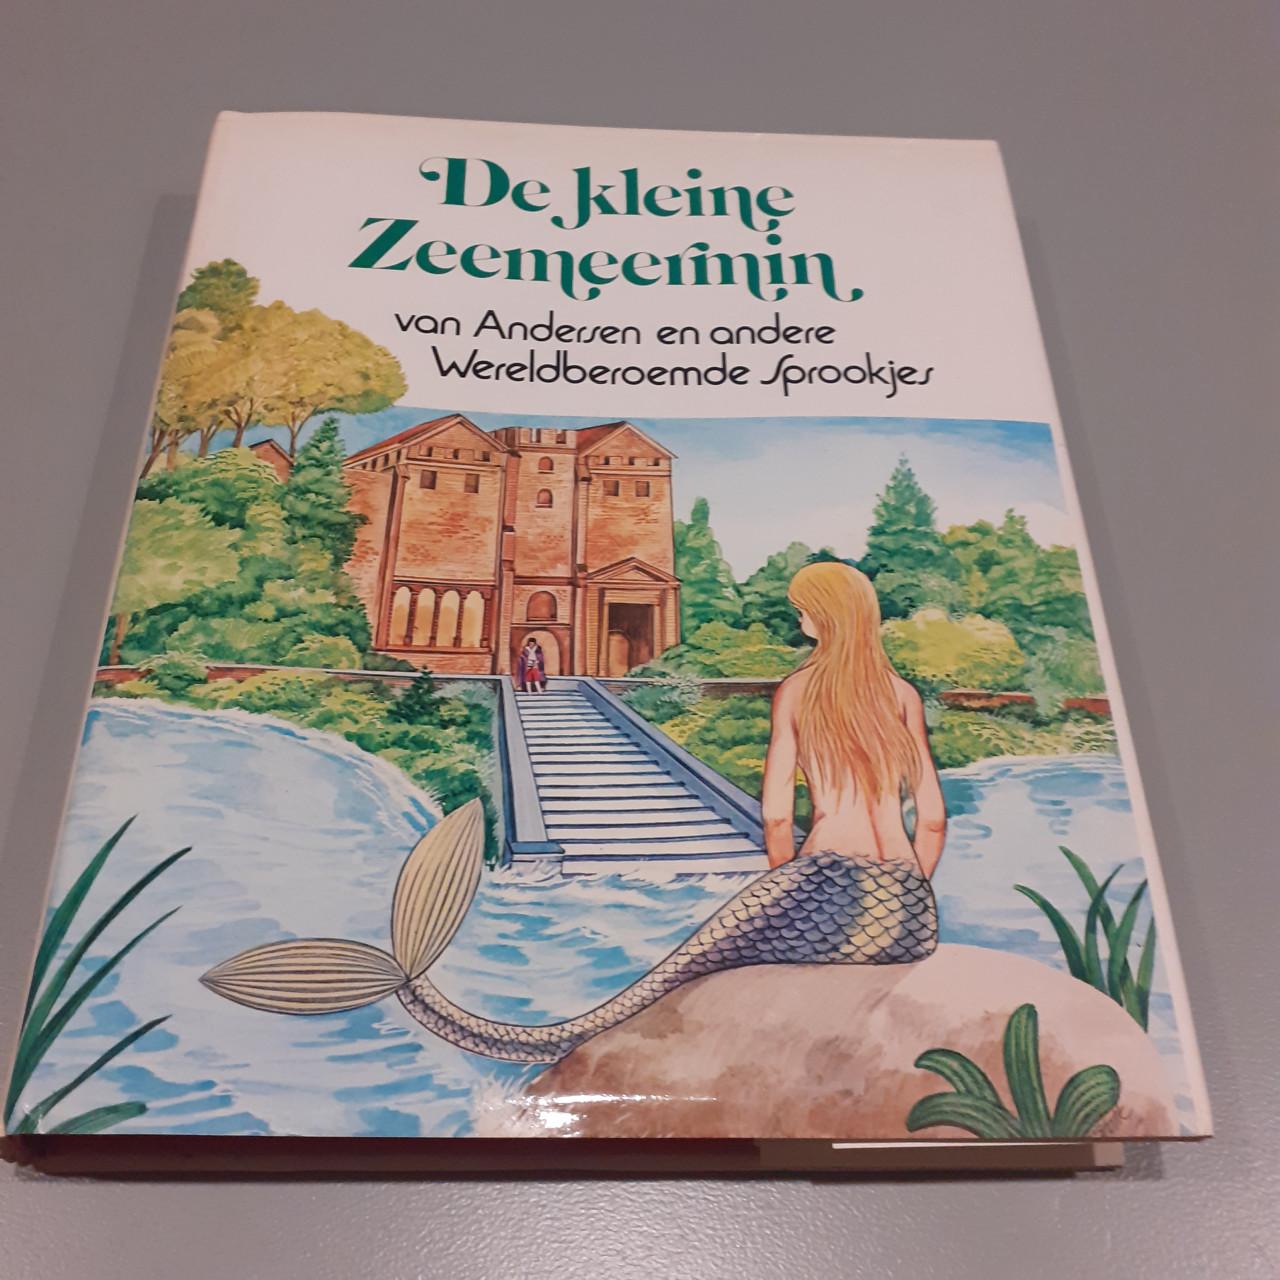 De kleine
Zeemeermin
van Andersen en andere
Wereldberoemde Sprookjes